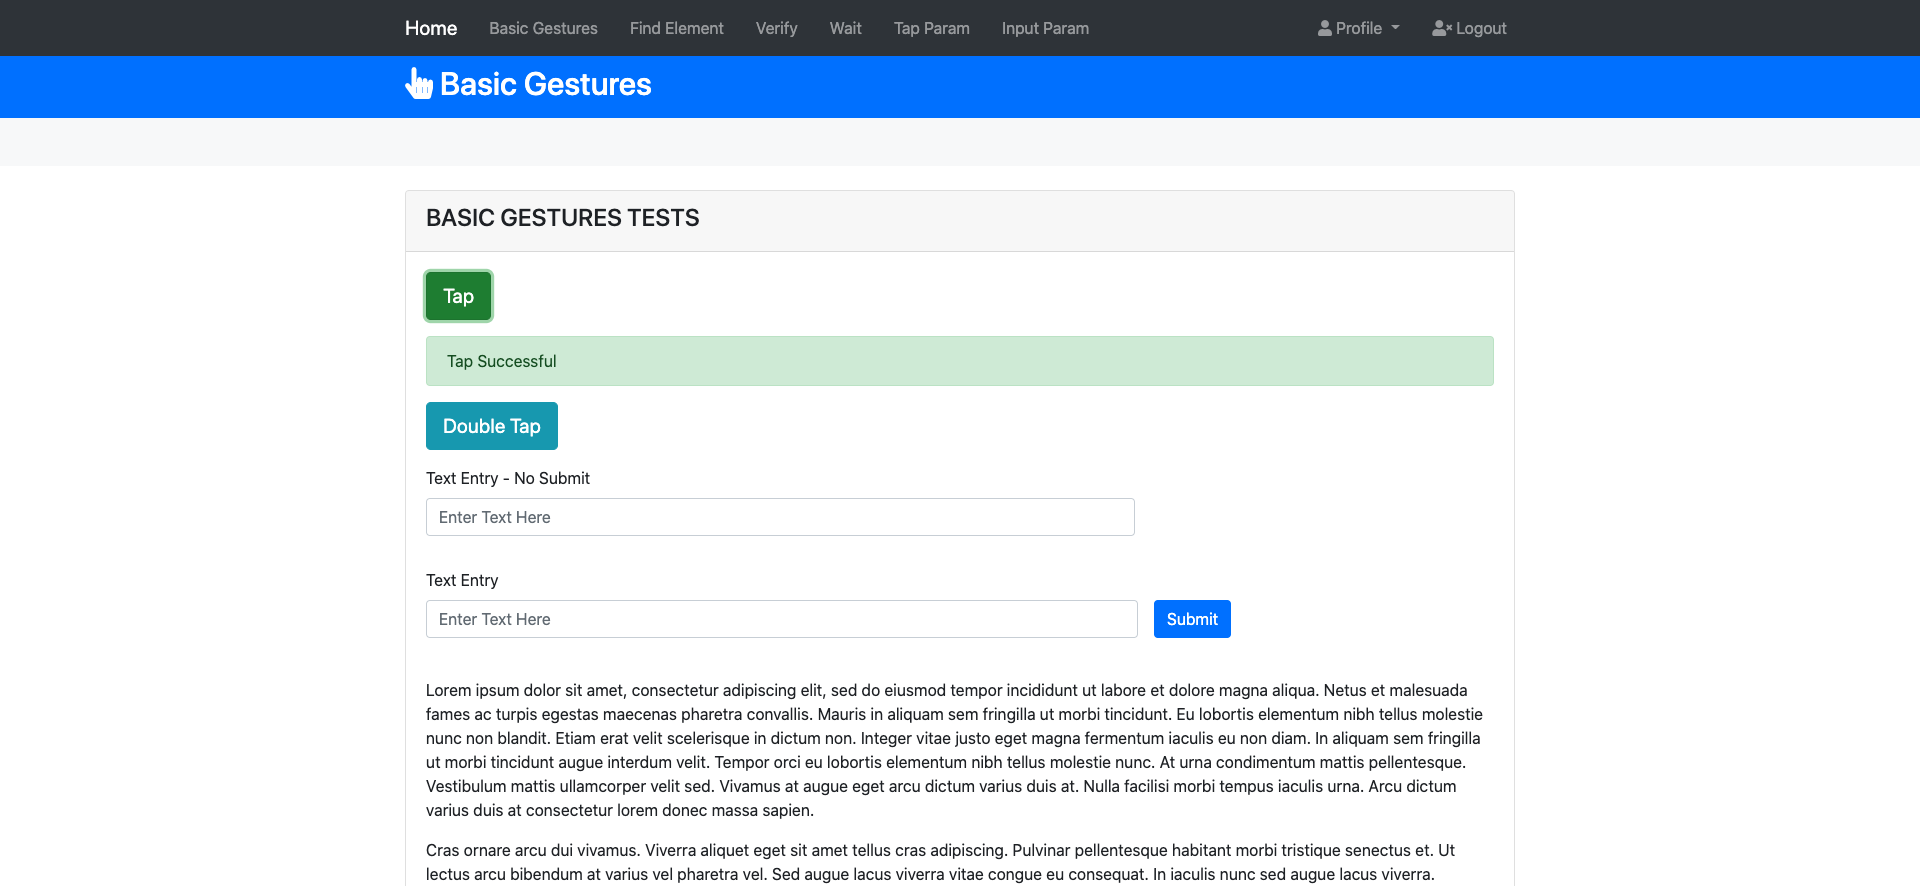 Home Basic Gestures Find Element Verify Wait Tap Param Input Param Profile Logout
Basic Gestures
BASIC GESTURES TESTS
Tap
Tap Successful
Double Tap
Text Entry - No Submit
Enter Text Here
Text Entry
Enter Text Here Submit
Lorem ipsum dolor sit amet, consectetur adipiscing elit, sed do eiusmod tempor incididunt ut labore et dolore magna aliqua. Netus et malesuada
fames ac turpis egestas maecenas pharetra convallis. Mauris in aliquam sem fringilla ut morbi tincidunt. Eu lobortis elementum nibh tellus molestie
nunc non blandit. Etiam erat velit scelerisque in dictum non. Integer vitae justo eget magna fermentum iaculis eu non diam. In aliquam sem fringilla
ut morbi tincidunt augue interdum velit. Tempor orci eu lobortis elementum nibh tellus molestie nunc. At urna condimentum mattis pellentesque.
Vestibulum mattis ullamcorper velit sed. Vivamus at augue eget arcu dictum varius duis at. Nulla facilisi morbi tempus iaculis urna. Arcu dictum
varius duis at consectetur lorem donec massa sapien.
Cras ornare arcu dui vivamus. Viverra aliquet eget sit amet tellus cras adipiscing. Pulvinar pellentesque habitant morbi tristique senectus et. Ut
lectus arcu bibendum at varius vel pharetra vel. Sed augue lacus viverra vitae congue eu consequat. In iaculis nunc sed augue lacus viverra.